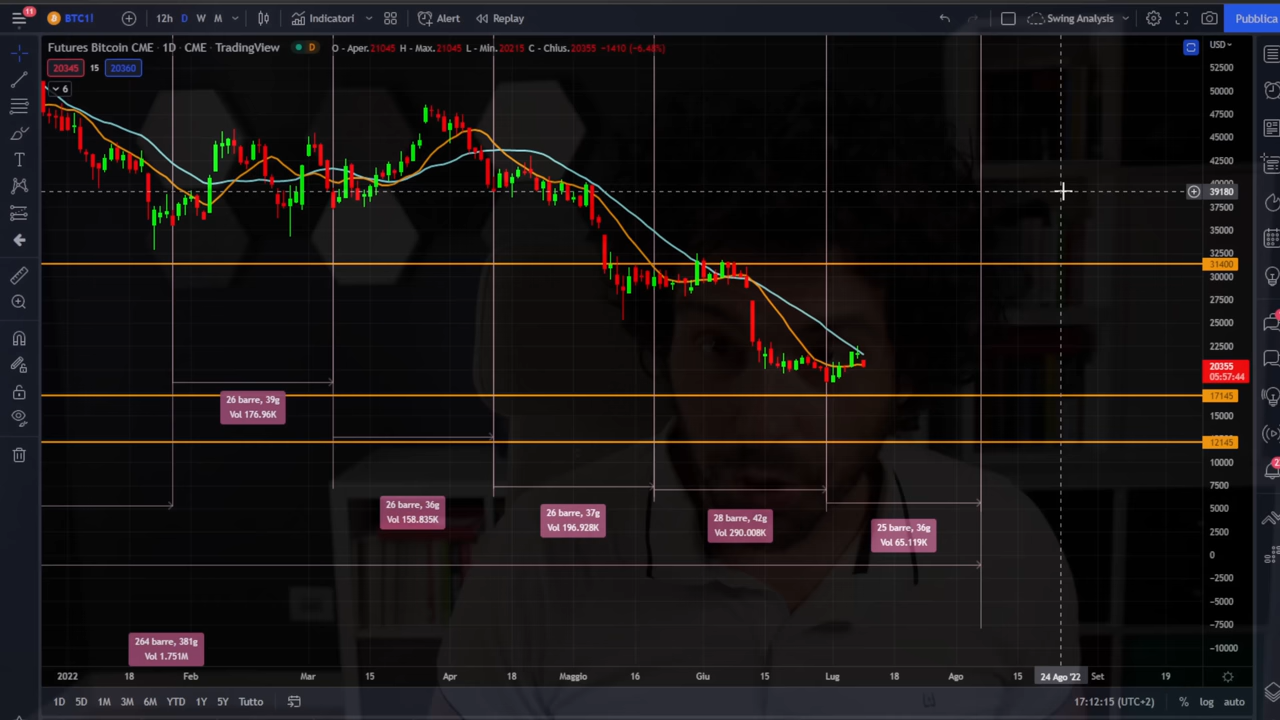 11
BTC1! 12h D W M Indicatori Alert Replay Swing Analysis Pubblica
Futures Bitcoin CME · 1D · CME · TradingView D O - Aper.21045 H - Max.21045 L - Min.20215 C - Chius.20355 −1410 (−6.48%)
USD
20345 15 20360
6
52500
50000
47500
45000
42500
40000
39180
37500
35000
32500
31400
30000
27500
25000
22500
20355
05:57:44
17145
15000
12145
10000
7500
5000
2500
0
−2500
−5000
−7500
−10000
26 barre, 39g
Vol 176.96K
26 barre, 36g
Vol 158.835K
26 barre, 37g
Vol 196.928K
28 barre, 42g
Vol 290.008K
25 barre, 36g
Vol 65.119K
264 barre, 381g
Vol 1.751M
2022 18 Feb Mar 15 Apr 18 Maggio Giu 15 Lug 18 Ago 15 24 Ago '22 Set 19
1D 5D 1M 3M 6M YTD 1Y 5Y Tutto 17:12:15 (UTC+2) % log auto